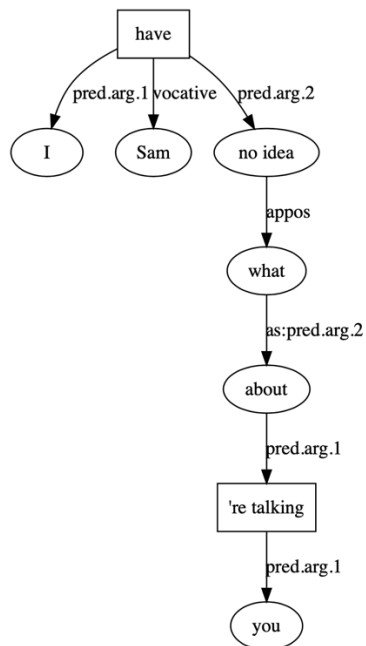 have
pred.arg.1 vocative pred.arg.2
I Sam no idea
appos
what
as:pred.arg.2
about
pred.arg.1
're talking
pred.arg.1
you